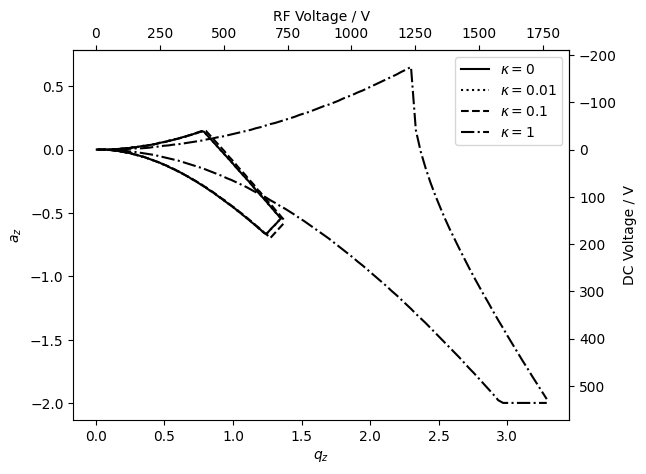 RF Voltage / V
0 250 500 750 1000 1250 1500 1750
κ = 0
κ = 0.01
κ = 0.1
κ = 1
0.5
0.0
−0.5
−1.0
−1.5
−2.0
a_z
−200
−100
0
100
200
300
400
500
DC Voltage / V
0.0 0.5 1.0 1.5 2.0 2.5 3.0
q_z